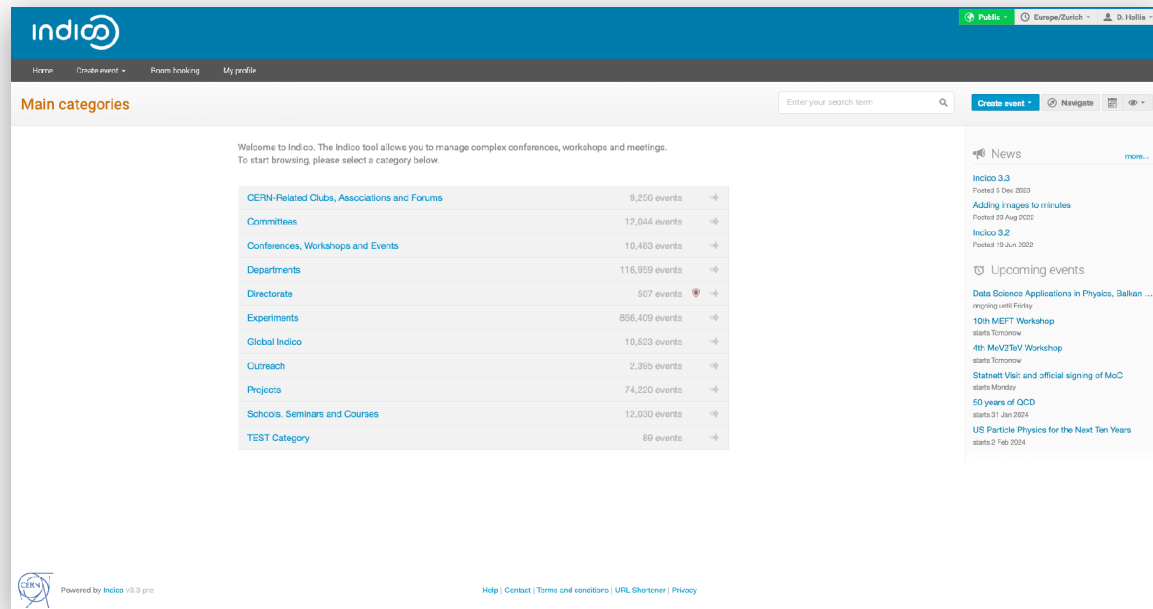 indico
Public
Europe/Zurich
D. Hollis
Home
Create event
Room booking
My profile
Main categories
Enter your search term
Create event
Navigate
Welcome to Indico. The Indico tool allows you to manage complex conferences, workshops and meetings.
To start browsing, please select a category below.
CERN-Related Clubs, Associations and Forums 9,256 events
Committees 12,044 events
Conferences, Workshops and Events 10,463 events
Departments 116,959 events
Directorate 507 events
Experiments 866,409 events
Global Indico 10,523 events
Outreach 2,395 events
Projects 74,220 events
Schools, Seminars and Courses 12,030 events
TEST Category 89 events
News more...
Indico 3.3
Posted 5 Dec 2023
Adding images to minutes
Posted 23 Aug 2022
Indico 3.2
Posted 19 Jun 2022
Upcoming events
Data Science Applications in Physics, Balkan ...
ongoing until Friday
10th MEFT Workshop
starts Tomorrow
4th MeV2TeV Workshop
starts Tomorrow
Statnett Visit and official signing of MoC
starts Monday
50 years of QCD
starts 31 Jan 2024
US Particle Physics for the Next Ten Years
starts 2 Feb 2024
CERN
Powered by Indico v3.3 pre
Help | Contact | Terms and conditions | URL Shortener | Privacy